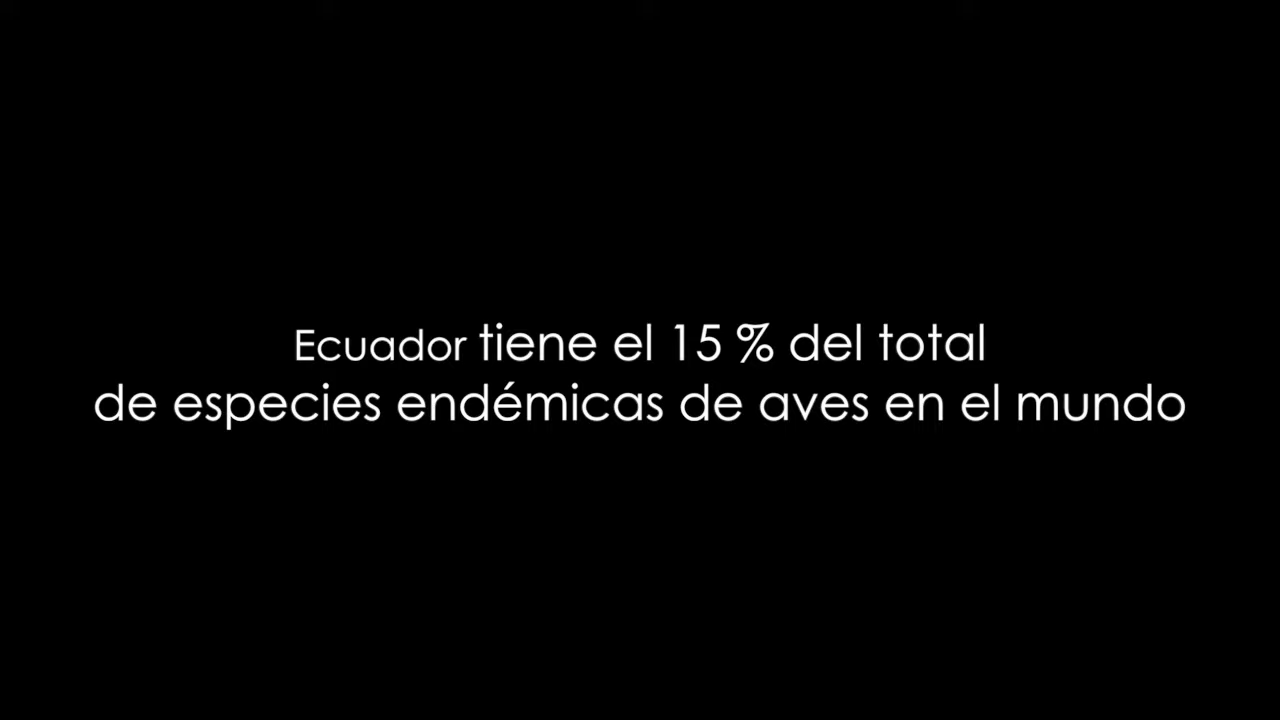 Ecuador tiene el 15 % del total
de especies endémicas de aves en el mundo